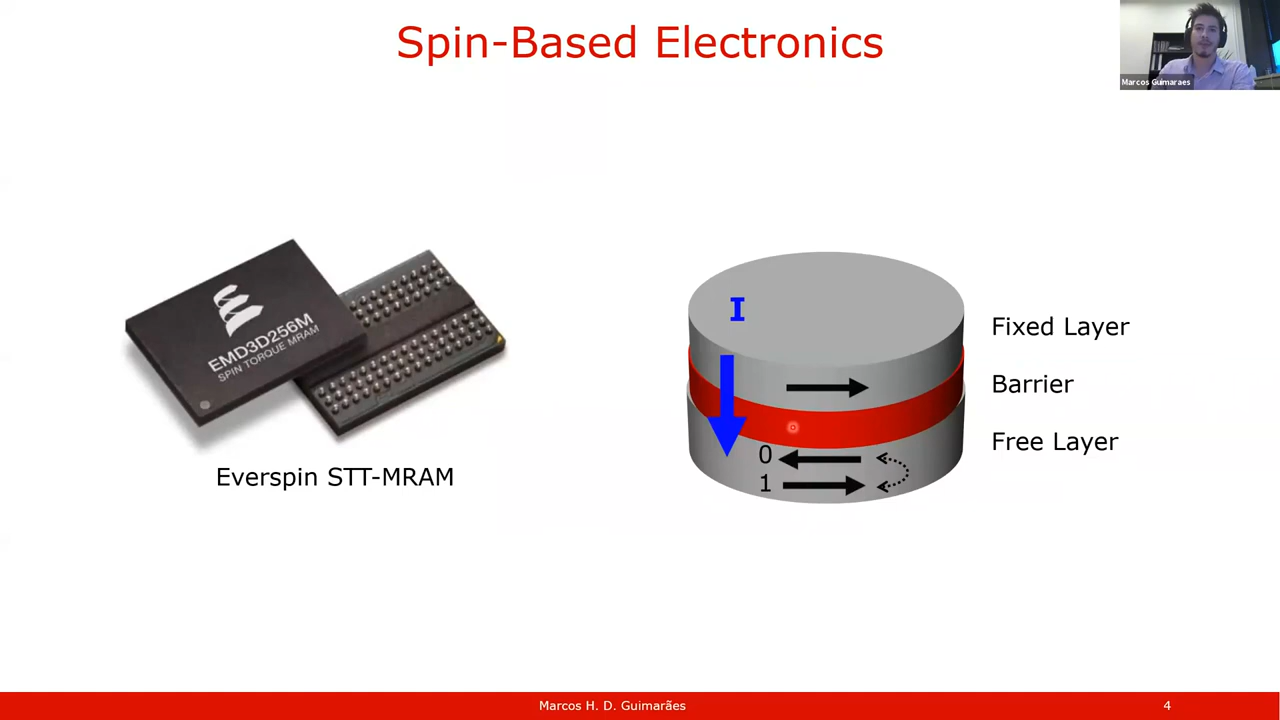 Spin-Based Electronics
Marcos Guimaraes
EMD3D256M
SPIN TORQUE MRAM
Everspin STT-MRAM
I
0
1
Fixed Layer
Barrier
Free Layer
Marcos H. D. Guimarães
4